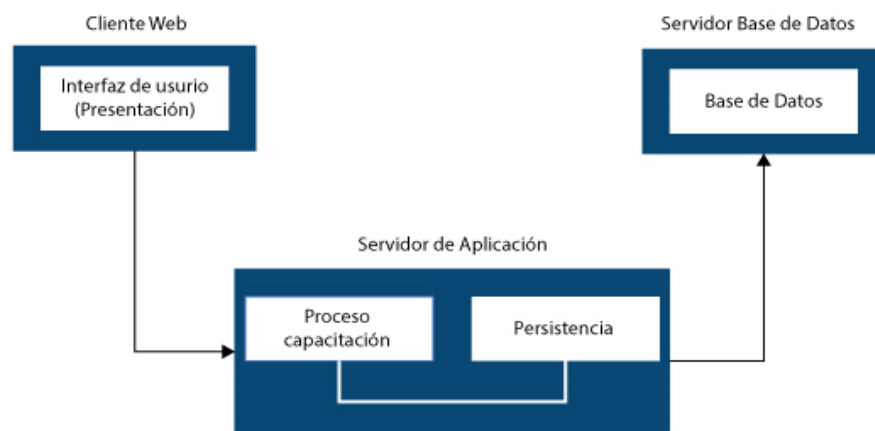 Cliente Web
Interfaz de usurio
(Presentación)
Servidor Base de Datos
Base de Datos
Servidor de Aplicación
Proceso
capacitación
Persistencia